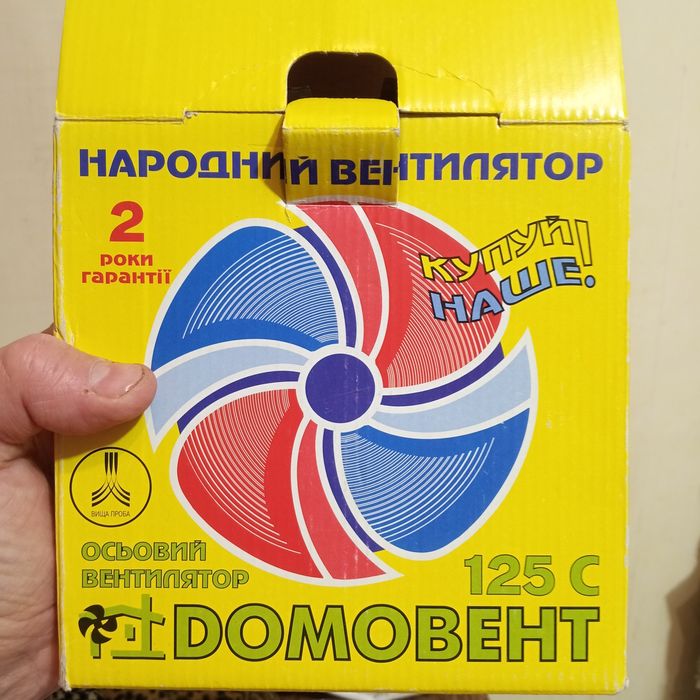 НАРОДНИЙ ВЕНТИЛЯТОР
2
РОКИ
ГАРАНТІЇ
КУПУЙ
НАШЕ!
ВИЩА ПРОБА
ОСЬОВИЙ
ВЕНТИЛЯТОР
125 С
ДОМОВЕНТ